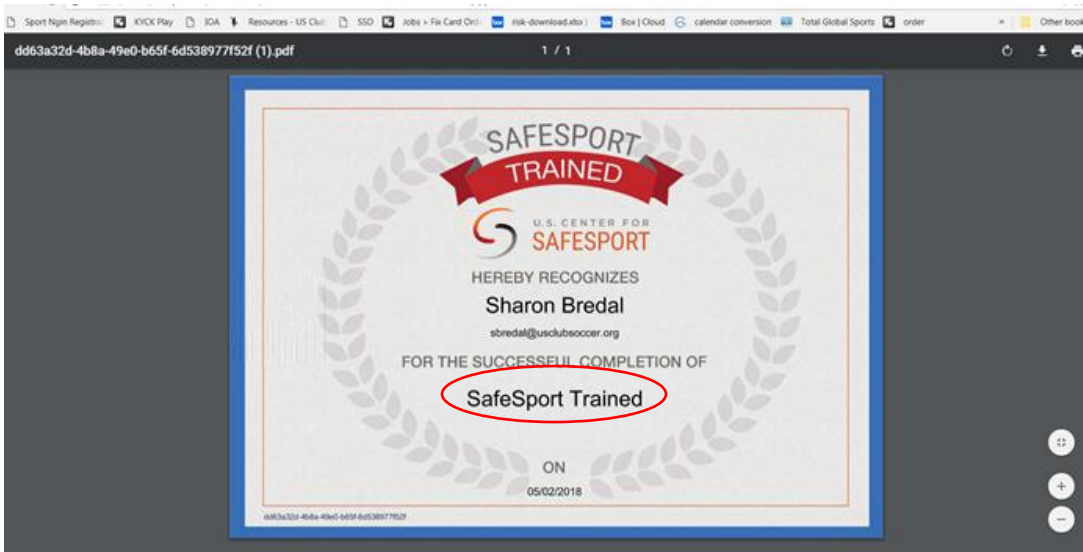 Sport Ngin Registra KYCK Play IOA Resources - US Club SSD Jobs > Fix Card Ord risk-download.xlsx | Box | Cloud calendar conversion Total Global Sports order » Other book
dd63a32d-4b8a-49e0-b65f-6d538977f52f (1).pdf 1 / 1
SAFESPORT
TRAINED
U.S. CENTER FOR
SAFESPORT
HEREBY RECOGNIZES
Sharon Bredal
sbredal@usclubsoccer.org
FOR THE SUCCESSFUL COMPLETION OF
SafeSport Trained
ON
05/02/2018
dd63a32d-4b8a-49e0-b65f-6d538977f52f